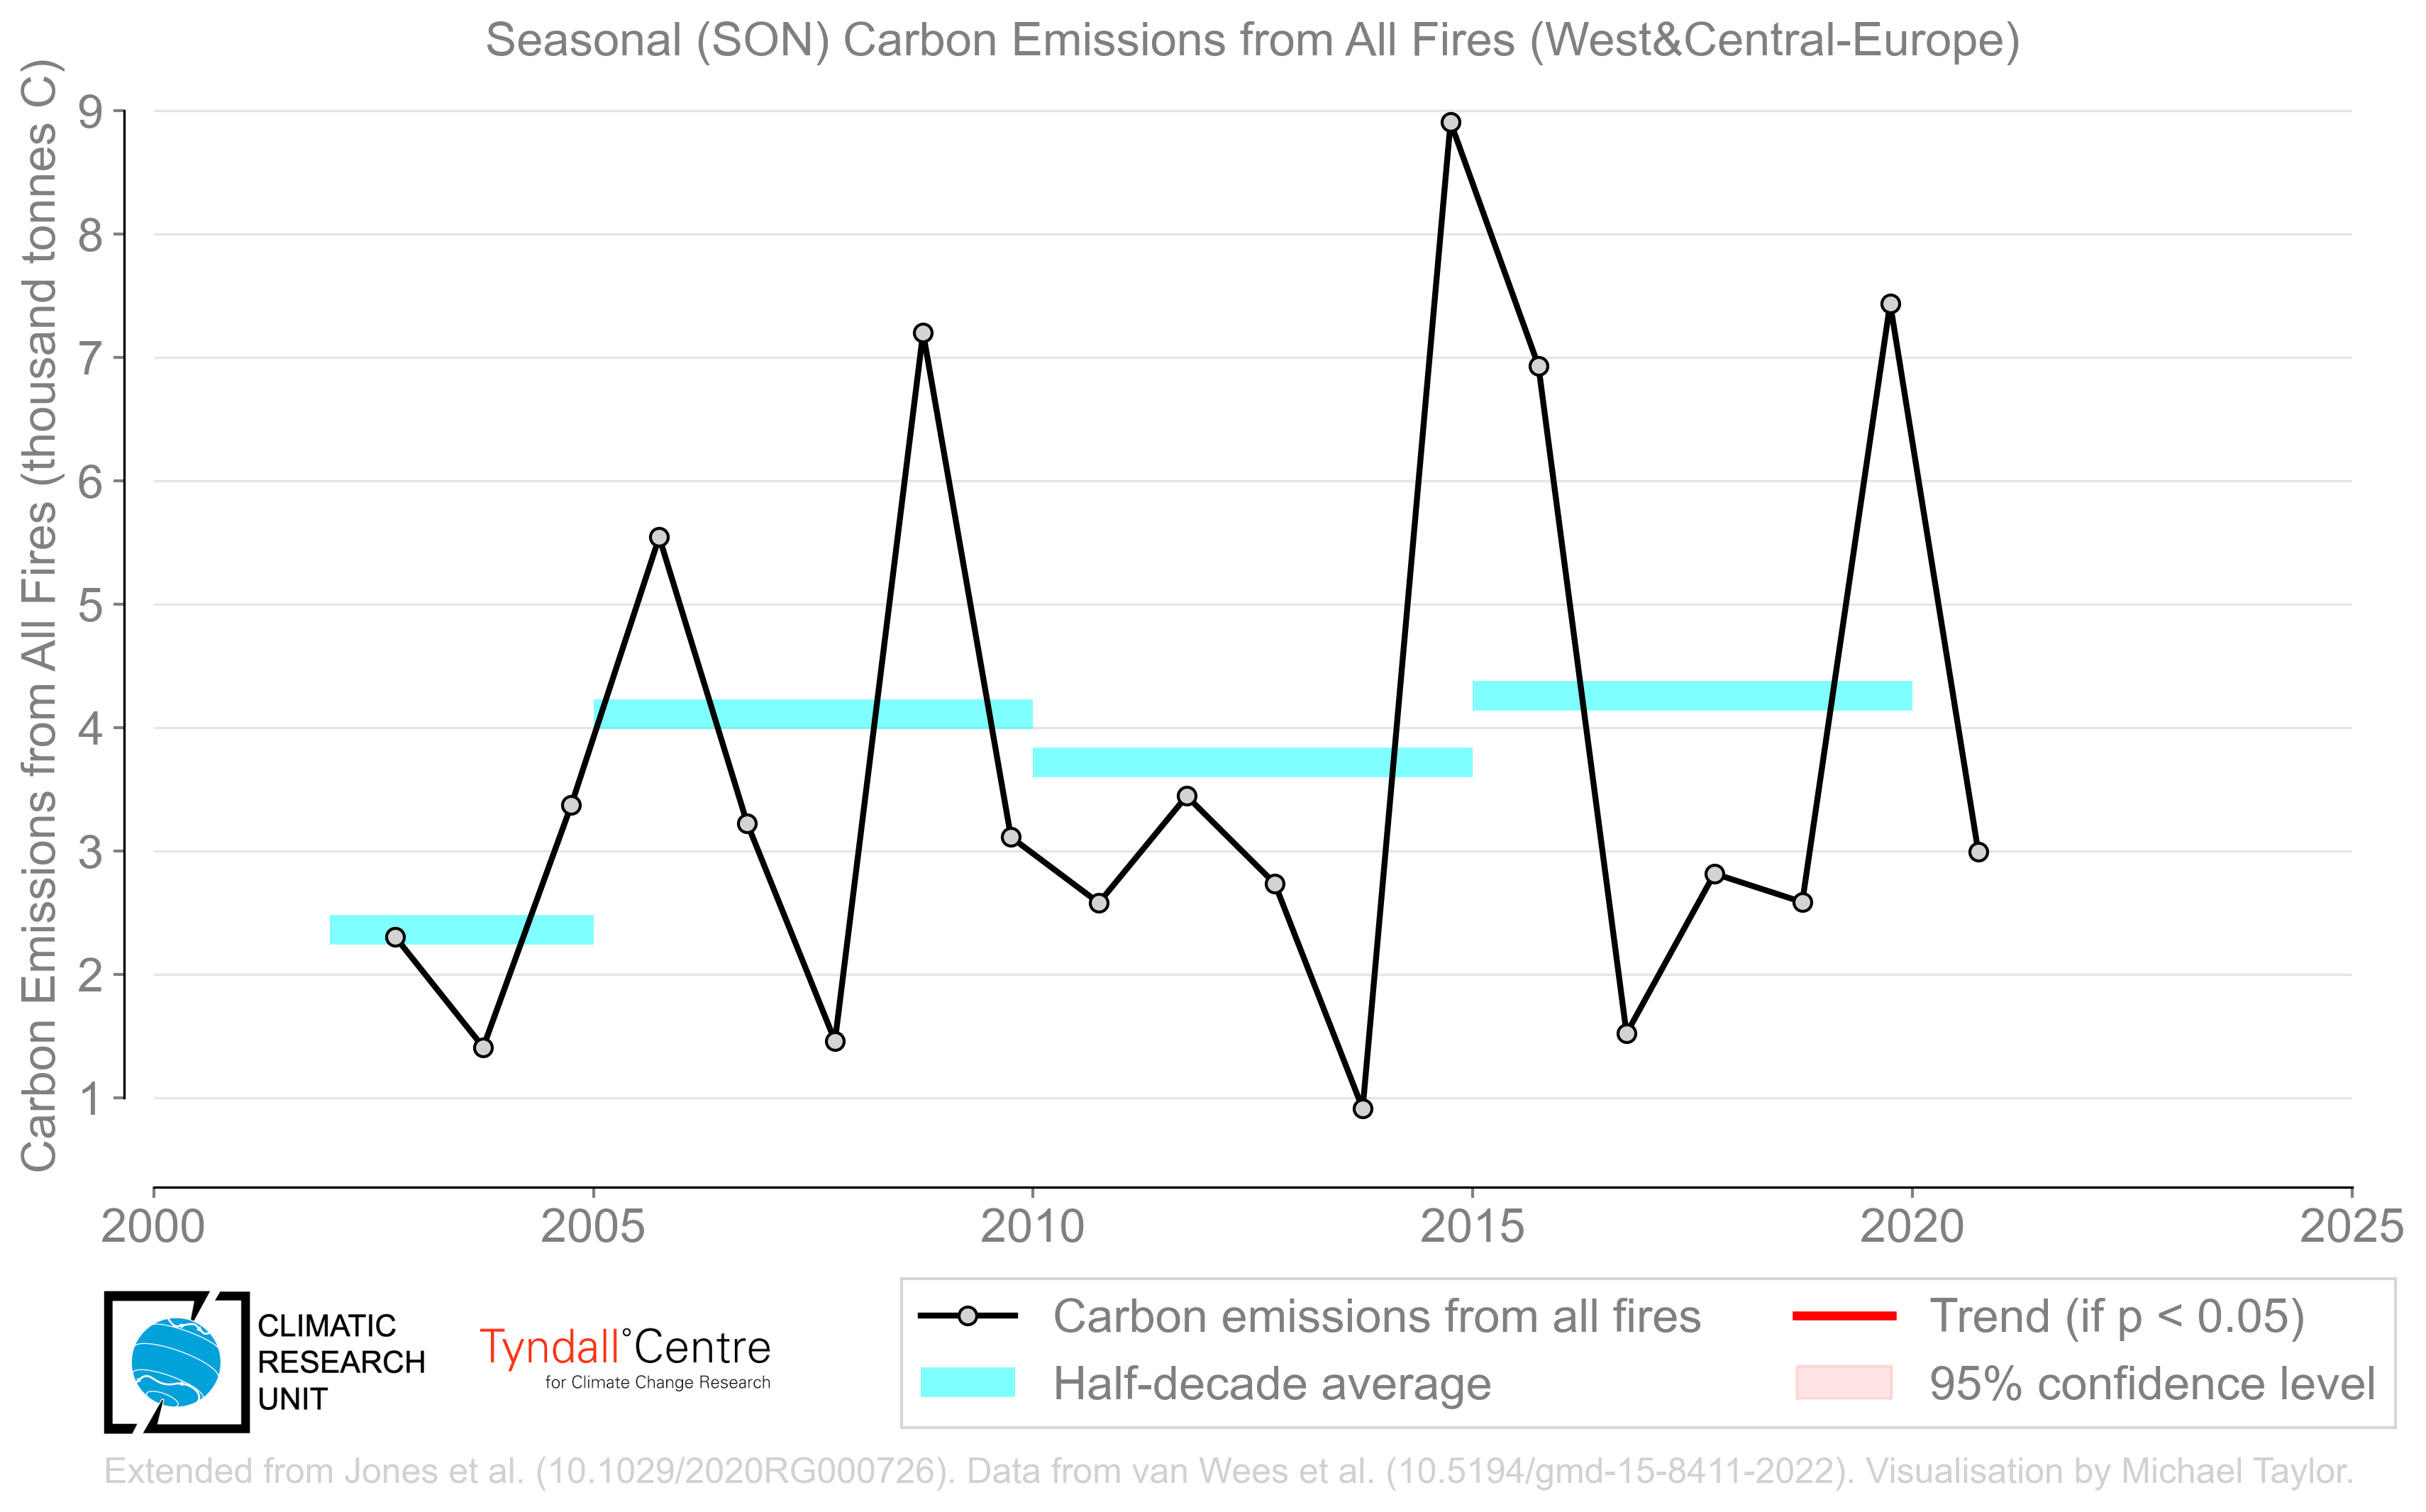 Seasonal (SON) Carbon Emissions from All Fires (West&Central-Europe)
Carbon Emissions from All Fires (thousand tonnes C)
9
8
7
6
5
4
3
2
1
2000 2005 2010 2015 2020 2025
CLIMATIC
RESEARCH
UNIT
Tyndall°Centre
for Climate Change Research
Carbon emissions from all fires
Half-decade average
Trend (if p < 0.05)
95% confidence level
Extended from Jones et al. (10.1029/2020RG000726). Data from van Wees et al. (10.5194/gmd-15-8411-2022). Visualisation by Michael Taylor.